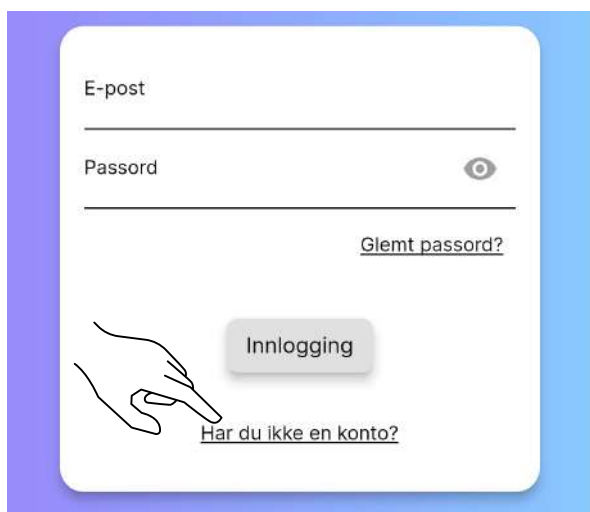 E-post
Passord
Glemt passord?
Innlogging
Har du ikke en konto?